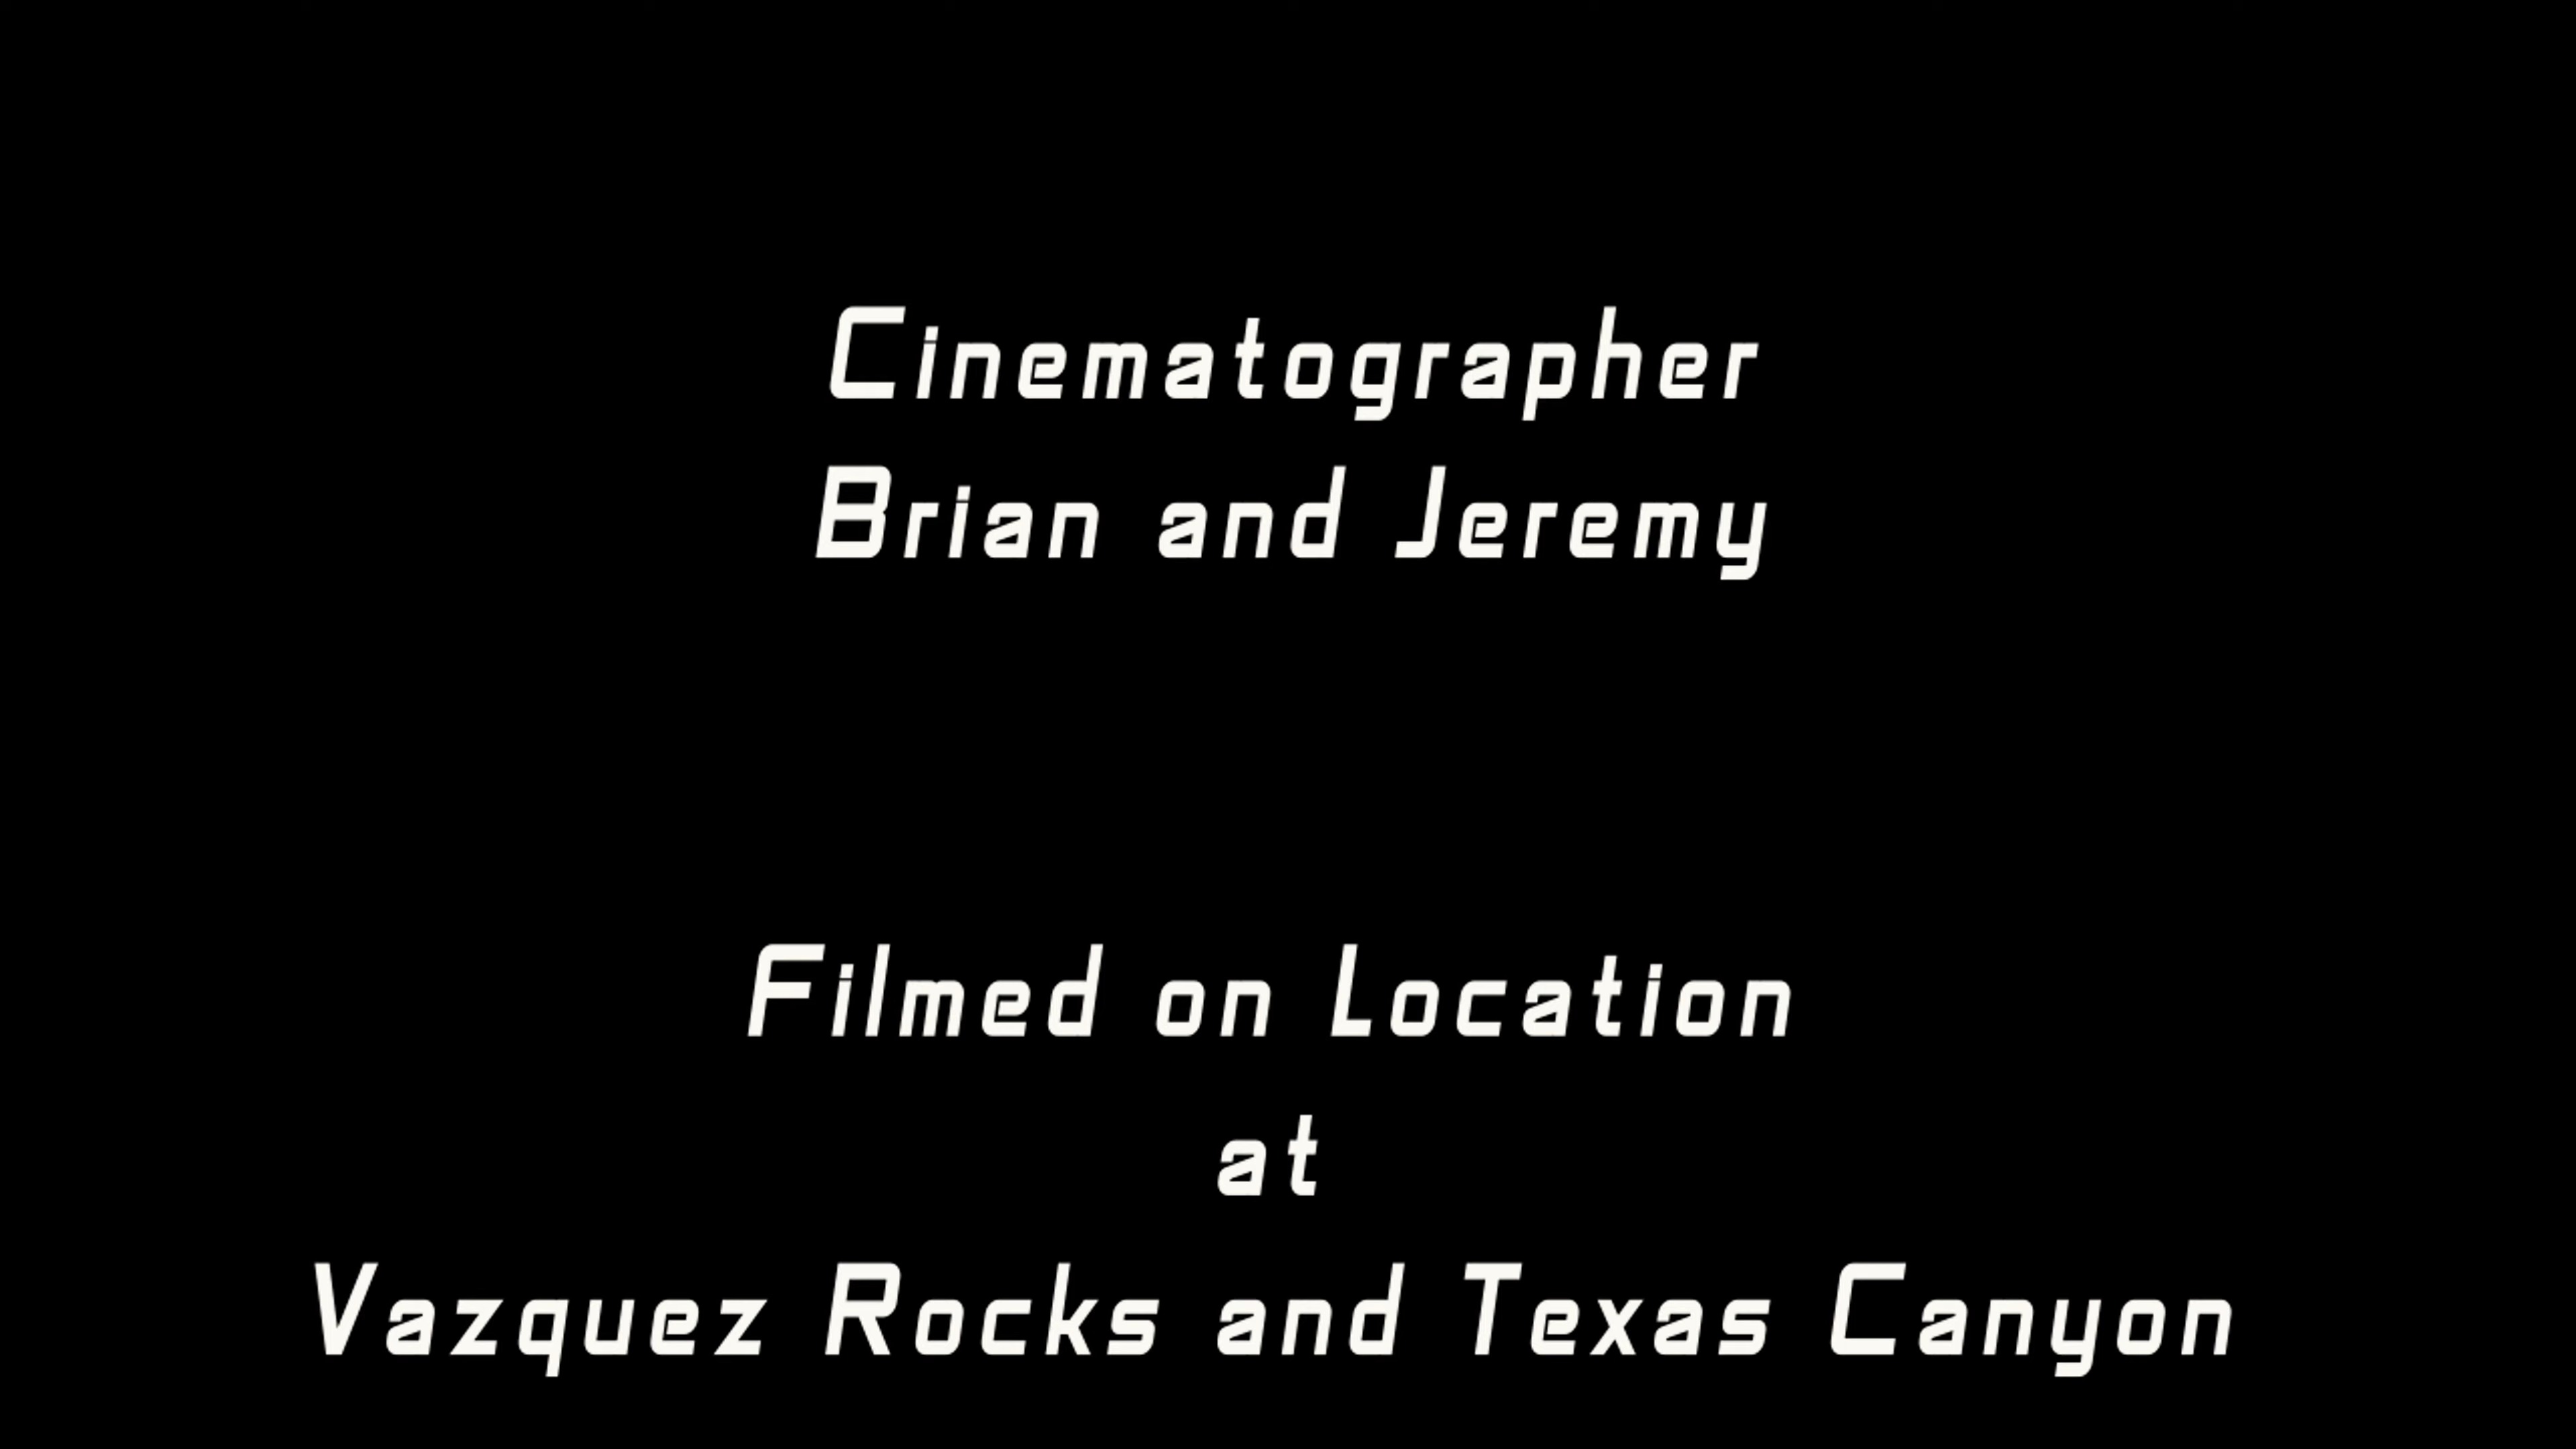 Cinematographer
Brian and Jeremy
Filmed on Location
at
Vazquez Rocks and Texas Canyon